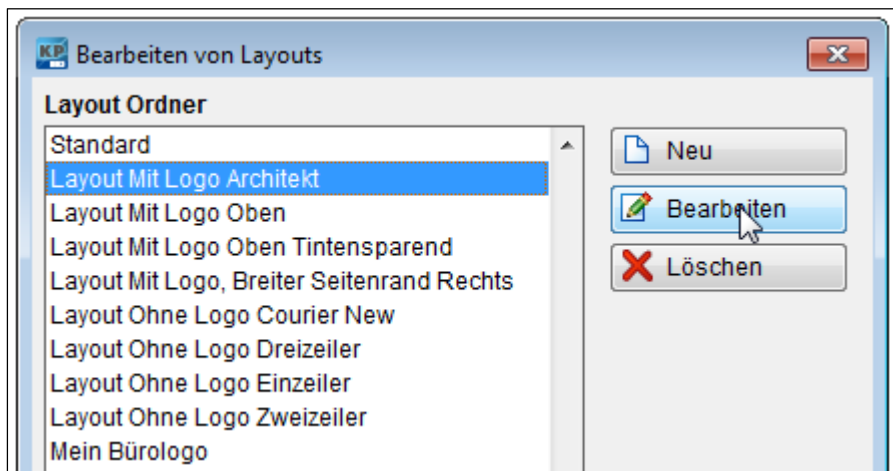 KP Bearbeiten von Layouts
Layout Ordner
Standard
Layout Mit Logo Architekt
Layout Mit Logo Oben
Layout Mit Logo Oben Tintensparend
Layout Mit Logo, Breiter Seitenrand Rechts
Layout Ohne Logo Courier New
Layout Ohne Logo Dreizeiler
Layout Ohne Logo Einzeiler
Layout Ohne Logo Zweizeiler
Mein Bürologo
Neu
Bearbeiten
Löschen